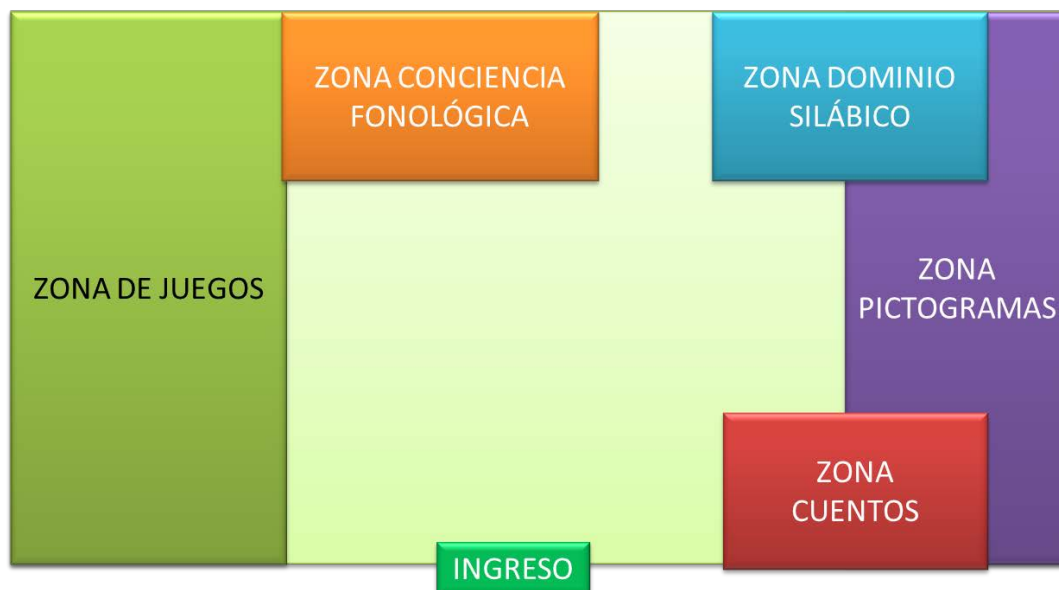 ZONA CONCIENCIA
FONOLÓGICA
ZONA DOMINIO
SILÁBICO
ZONA DE JUEGOS
ZONA
PICTOGRAMAS
ZONA
CUENTOS
INGRESO